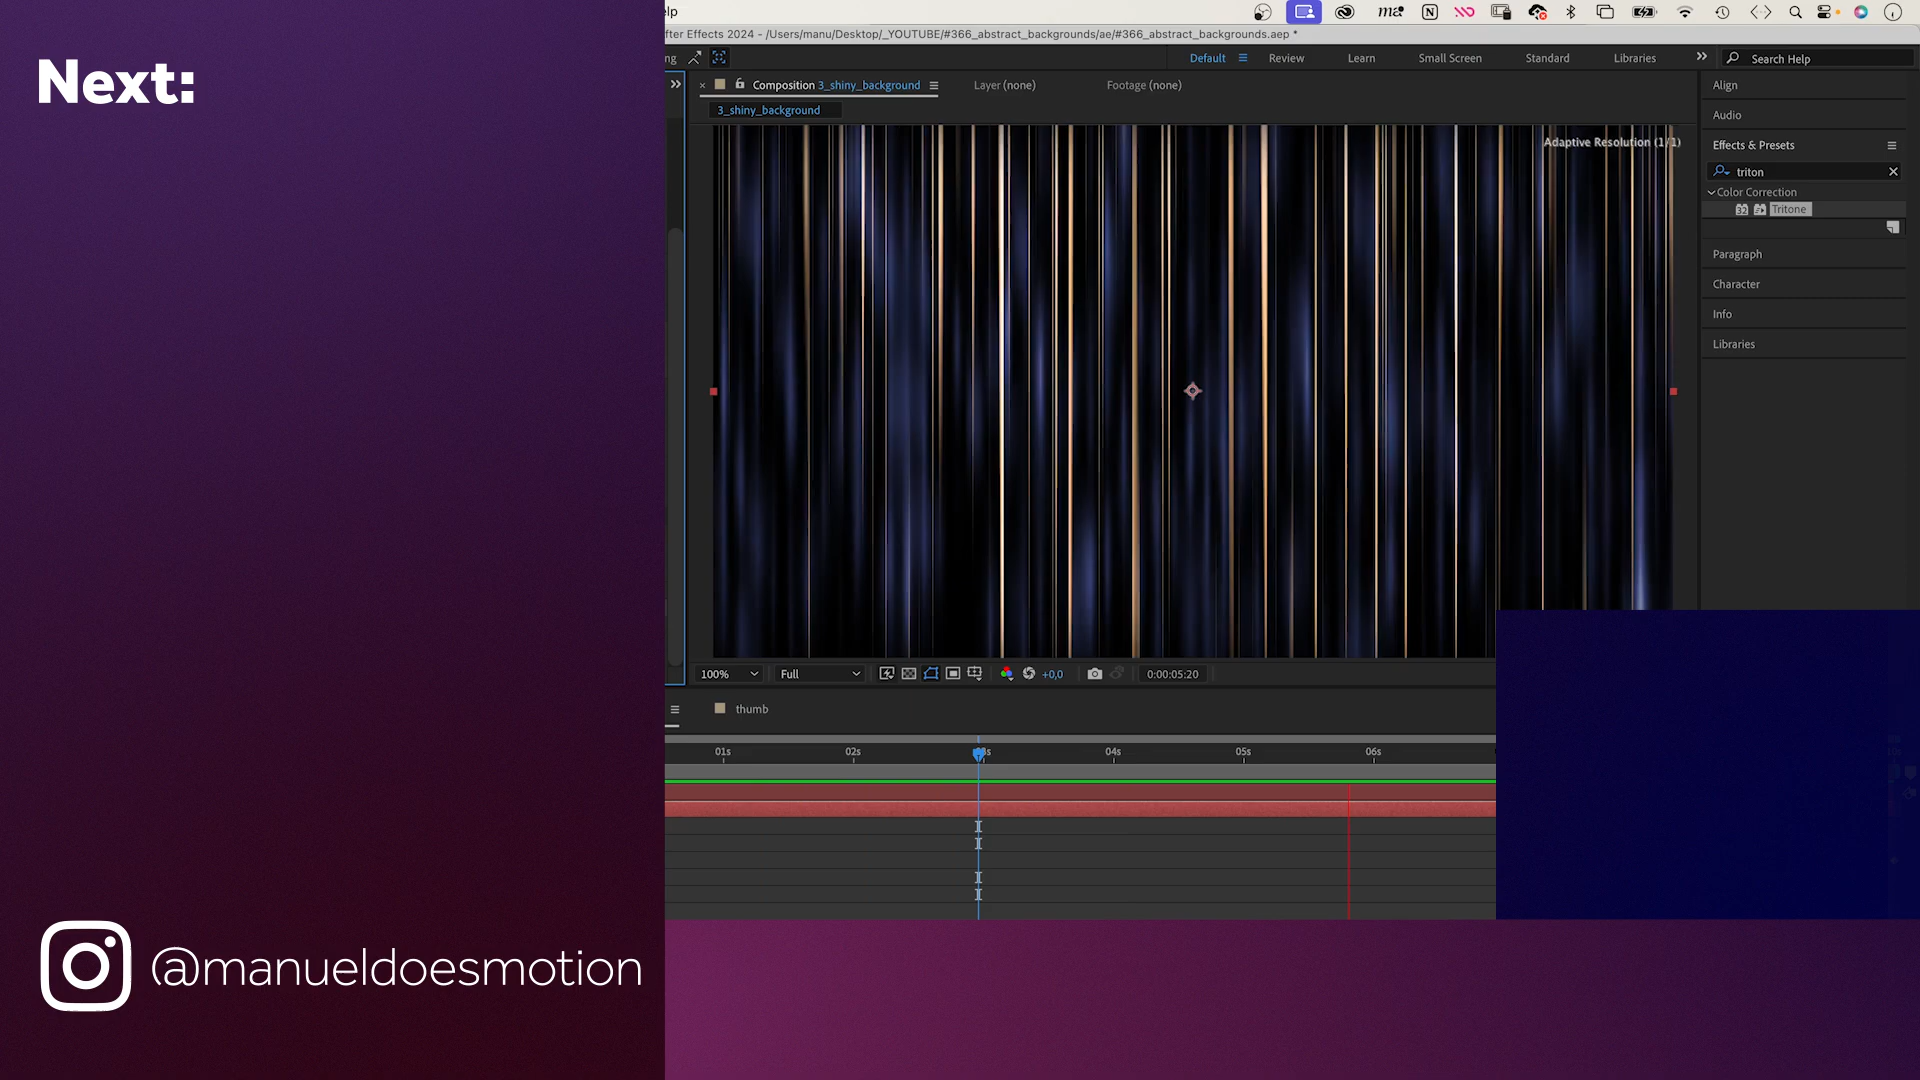 Next:
@manueldoesmotion
elp
fter Effects 2024 - /Users/manu/Desktop/_YOUTUBE/#366_abstract_backgrounds/ae/#366_abstract_backgrounds.aep *
ng
Default
Review
Learn
Small Screen
Standard
Libraries
Search Help
Composition 3_shiny_background
Layer (none)
Footage (none)
3_shiny_background
Adaptive Resolution (1/1)
Align
Audio
Effects & Presets
triton
Color Correction
32
Tritone
Paragraph
Character
Info
Libraries
100%
Full
+0,0
0:00:05:20
thumb
01s
02s
04s
05s
06s